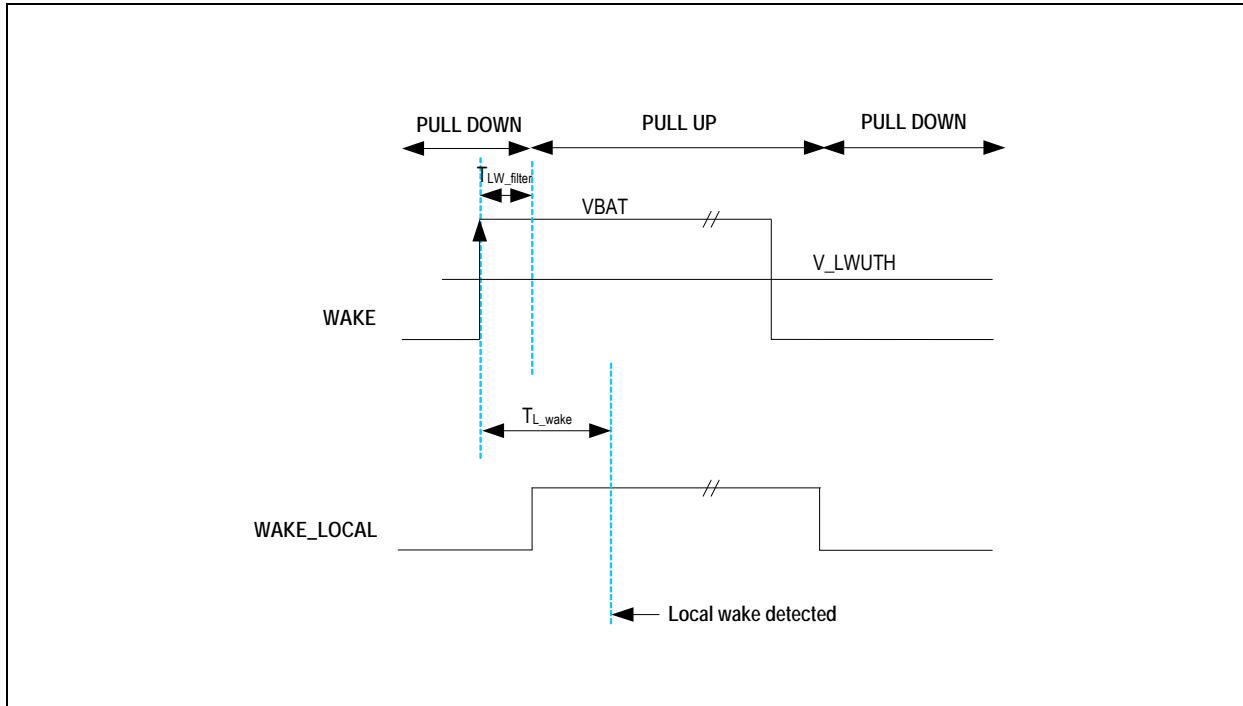 PULL DOWN PULL UP PULL DOWN
TLW_filter
VBAT
V_LWUTH
WAKE
TL_wake
WAKE_LOCAL
Local wake detected